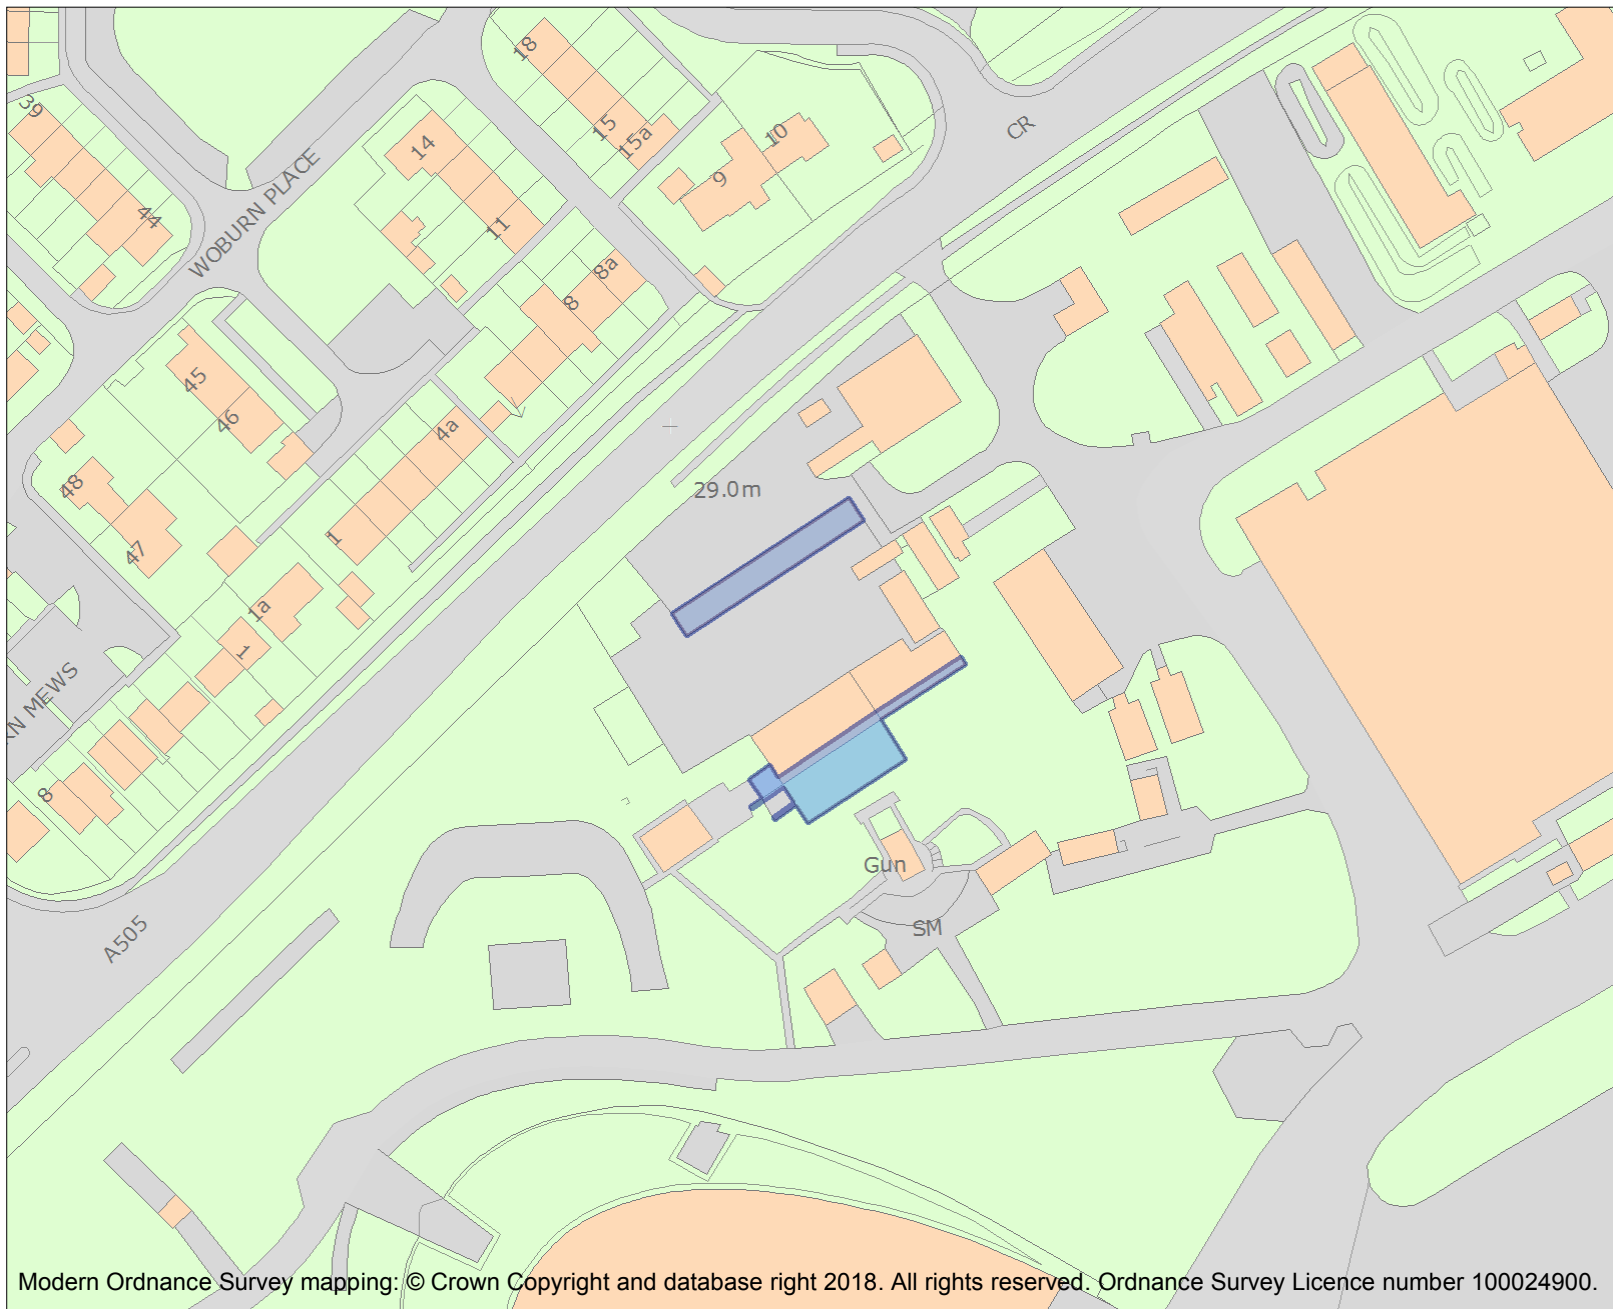 18
39
15
15a
10
CR
14
9
44
11
WOBURN PLACE
8a
8
45
46
4a
48
29.0m
47
1
1a
1
RN MEWS
8
Gun
SM
A505
Modern Ordnance Survey mapping: © Crown Copyright and database right 2018. All rights reserved. Ordnance Survey Licence number 100024900.